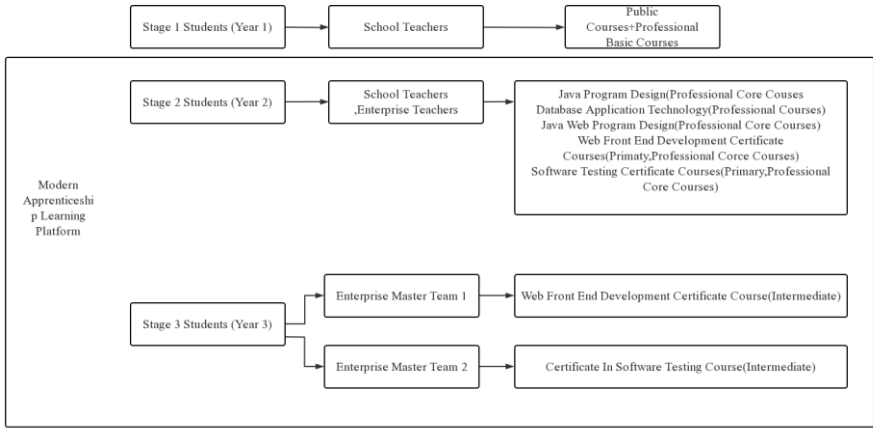 Stage 1 Students (Year 1)
School Teachers
Public
Courses+Professional
Basic Courses
Stage 2 Students (Year 2)
School Teachers
,Enterprise Teachers
Java Program Design(Professional Core Couses
Database Application Technology(Professional Courses)
Java Web Program Design(Professional Core Courses)
Web Front End Development Certificate
Courses(Primaty,Professional Corce Courses)
Software Testing Certificate Courses(Primary,Professional
Core Courses)
Modern
Apprenticeshi
p Learning
Platform
Stage 3 Students (Year 3)
Enterprise Master Team 1
Web Front End Development Certificate Course(Intermediate)
Enterprise Master Team 2
Certificate In Software Testing Course(Intermediate)